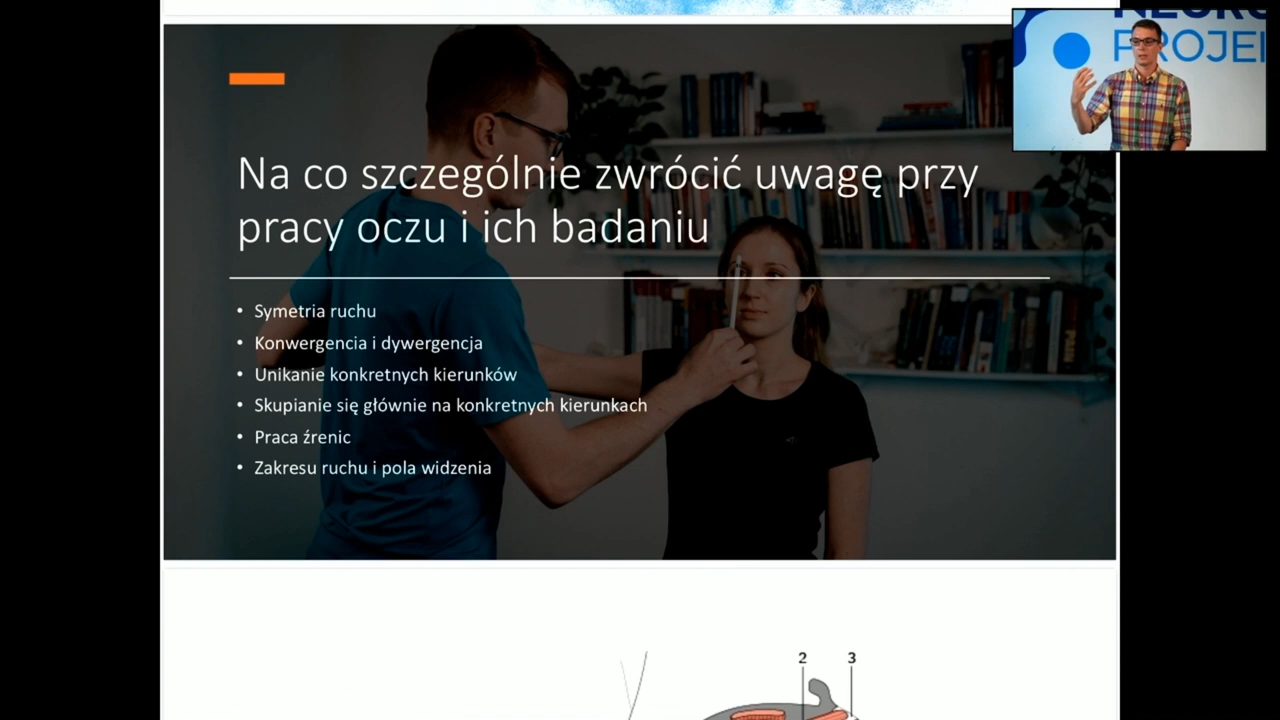 Na co szczególnie zwrócić uwagę przy
pracy oczu i ich badaniu
• Symetria ruchu
• Konwergencia i dywergencja
• Unikanie konkretnych kierunków
• Skupianie się głównie na konkretnych kierunkach
• Praca źrenic
• Zakresu ruchu i pola widzenia
2 3